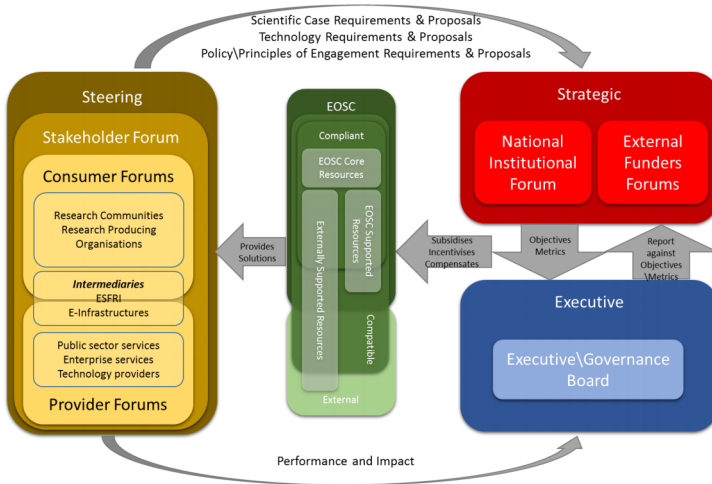 Scientific Case Requirements & Proposals
Technology Requirements & Proposals
Policy\Principles of Engagement Requirements & Proposals
Steering
Stakeholder Forum
Consumer Forums
Research Communities
Research Producing
Organisations
Intermediaries
ESFRI
E-Infrastructures
Public sector services
Enterprise services
Technology providers
Provider Forums
Provides
Solutions
EOSC
Compliant
EOSC Core
Resources
Externally Supported Resources
EOSC Supported
Resources
Compatible
External
Subsidises
Incentivises
Compensates
Strategic
National
Institutional
Forum
External
Funders
Forums
Objectives
Metrics
Report
against
Objectives
\Metrics
Executive
Executive\Governance
Board
Performance and Impact